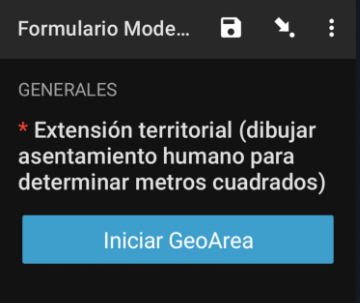 Formulario Mode...
GENERALES
* Extensión territorial (dibujar
asentamiento humano para
determinar metros cuadrados)
Iniciar GeoArea